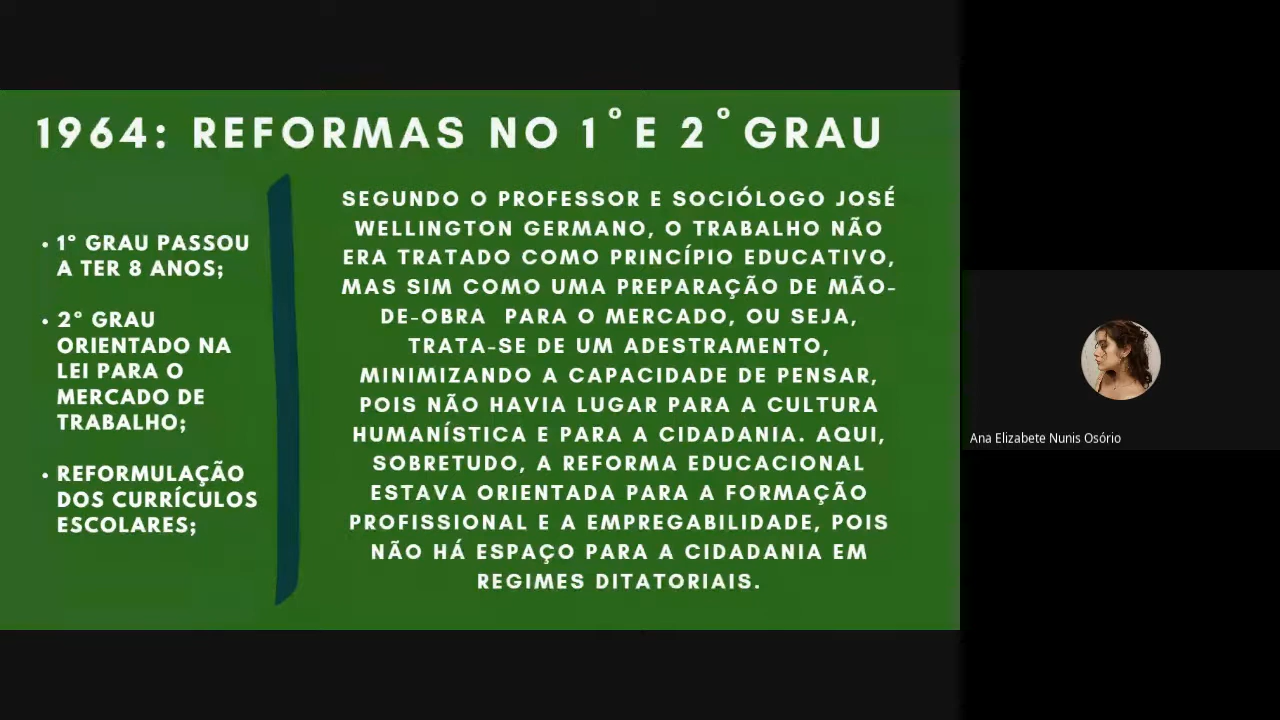 1964: REFORMAS NO 1° E 2° GRAU
• 1° GRAU PASSOU
A TER 8 ANOS;
• 2° GRAU
ORIENTADO NA
LEI PARA O
MERCADO DE
TRABALHO;
• REFORMULAÇÃO
DOS CURRÍCULOS
ESCOLARES;
SEGUNDO O PROFESSOR E SOCIÓLOGO JOSÉ
WELLINGTON GERMANO, O TRABALHO NÃO
ERA TRATADO COMO PRINCÍPIO EDUCATIVO,
MAS SIM COMO UMA PREPARAÇÃO DE MÃO-
DE-OBRA PARA O MERCADO, OU SEJA,
TRATA-SE DE UM ADESTRAMENTO,
MINIMIZANDO A CAPACIDADE DE PENSAR,
POIS NÃO HAVIA LUGAR PARA A CULTURA
HUMANÍSTICA E PARA A CIDADANIA. AQUI,
SOBRETUDO, A REFORMA EDUCACIONAL
ESTAVA ORIENTADA PARA A FORMAÇÃO
PROFISSIONAL E A EMPREGABILIDADE, POIS
NÃO HÁ ESPAÇO PARA A CIDADANIA EM
REGIMES DITATORIAIS.
Ana Elizabete Nunis Osório